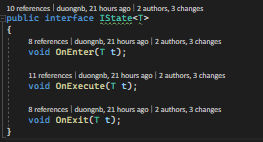 10 references | duongnb, 21 hours ago | 2 authors, 3 changes
public interface IState<T>
{
8 references | duongnb, 21 hours ago | 2 authors, 3 changes
void OnEnter(T t);
11 references | duongnb, 21 hours ago | 2 authors, 3 changes
void OnExecute(T t);
8 references | duongnb, 21 hours ago | 2 authors, 3 changes
void OnExit(T t);
}